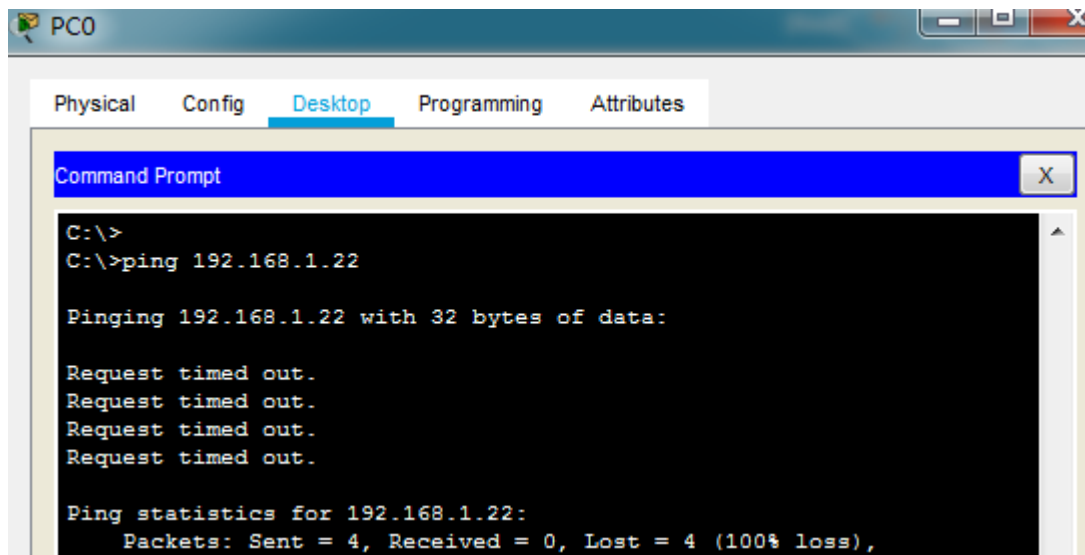 PC0
Physical Config Desktop Programming Attributes
Command Prompt
X
C:\>
C:\>ping 192.168.1.22
Pinging 192.168.1.22 with 32 bytes of data:
Request timed out.
Request timed out.
Request timed out.
Request timed out.
Ping statistics for 192.168.1.22:
Packets: Sent = 4, Received = 0, Lost = 4 (100% loss),